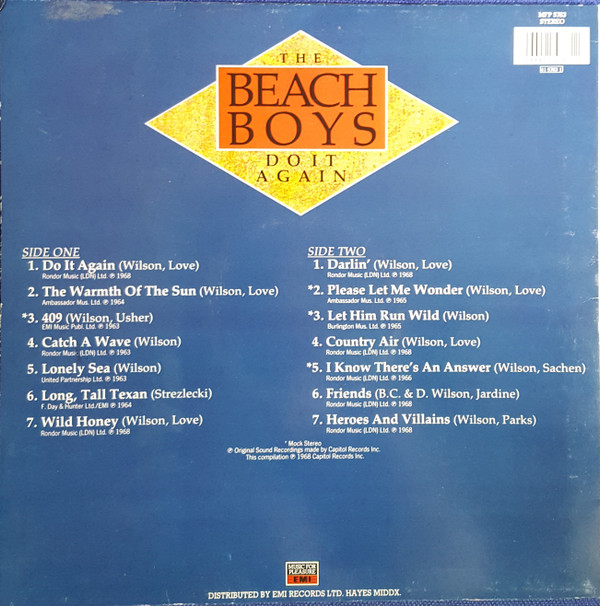 MFP 5783
STEREO
THE
BEACH
BOYS
DO IT
AGAIN
SIDE ONE
1. Do It Again (Wilson, Love)
Rondor Music (LDN) Ltd. ℗ 1968
2. The Warmth Of The Sun (Wilson, Love)
Ambassador Mus. Ltd. ℗ 1964
*3. 409 (Wilson, Usher)
EMI Music Publ. Ltd. ℗ 1963
4. Catch A Wave (Wilson)
Rondor Music (LDN) Ltd. ℗ 1963
5. Lonely Sea (Wilson)
United Partnership Ltd. ℗ 1963
6. Long, Tall Texan (Strezlecki)
F. Day & Hunter Ltd./EMI ℗ 1964
7. Wild Honey (Wilson, Love)
Rondor Music (LDN) Ltd. ℗ 1968
SIDE TWO
1. Darlin' (Wilson, Love)
Rondor Music (LDN) Ltd. ℗ 1968
*2. Please Let Me Wonder (Wilson, Love)
Ambassador Mus. Ltd. ℗ 1965
*3. Let Him Run Wild (Wilson)
Burlington Mus. Ltd. ℗ 1965
4. Country Air (Wilson, Love)
Rondor Music (LDN) Ltd. ℗ 1968
*5. I Know There's An Answer (Wilson, Sachen)
Rondor Music (LDN) Ltd. ℗ 1966
6. Friends (B.C. & D. Wilson, Jardine)
Rondor Music (LDN) Ltd. ℗ 1968
7. Heroes And Villains (Wilson, Parks)
Rondor Music (LDN) Ltd. ℗ 1968
* Mock Stereo
℗ Original Sound Recordings made by Capitol Records Inc.
This compilation ℗ 1968 Capitol Records Inc.
MUSIC FOR
PLEASURE
EMI
DISTRIBUTED BY EMI RECORDS LTD. HAYES MIDDX.